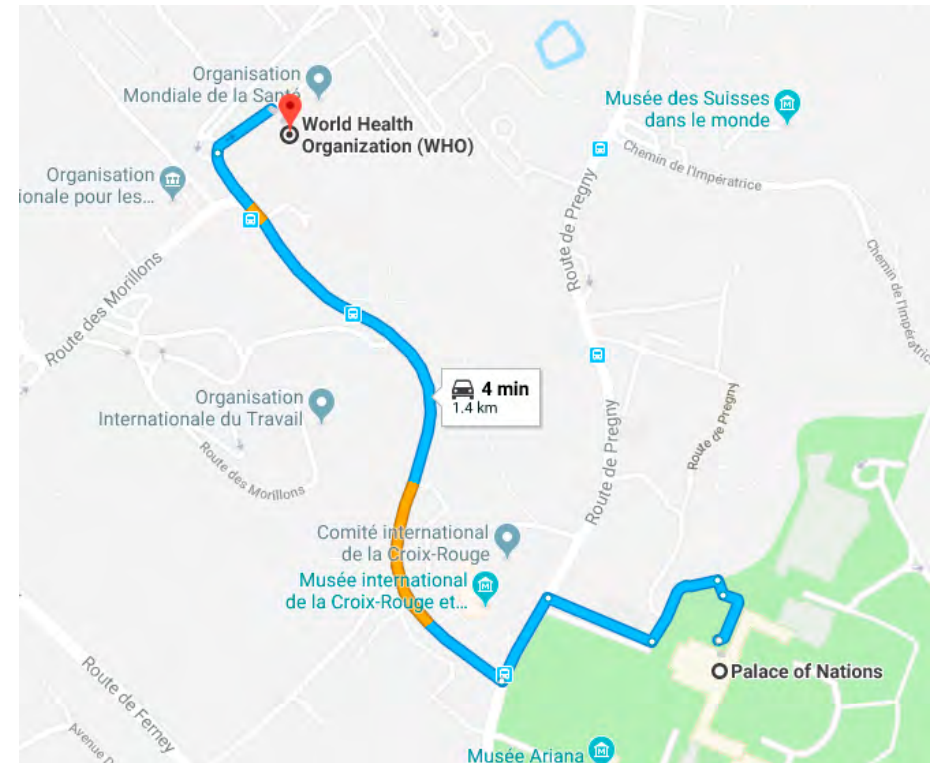 Organisation
Mondiale de la Santé
World Health
Organization (WHO)
Musée des Suisses
dans le monde
Chemin de l'Impératrice
Organisation
ionale pour les...
Route de Pregny
Chemin de l'Impératrice
Route des Morillons
4 min
1.4 km
Organisation
Internationale du Travail
Route de Pregny
Route de Pregny
Route des Morillons
Comité international
de la Croix-Rouge
Musée international
de la Croix-Rouge et...
Palace of Nations
Route de Ferney
Avenue
Musée Ariana